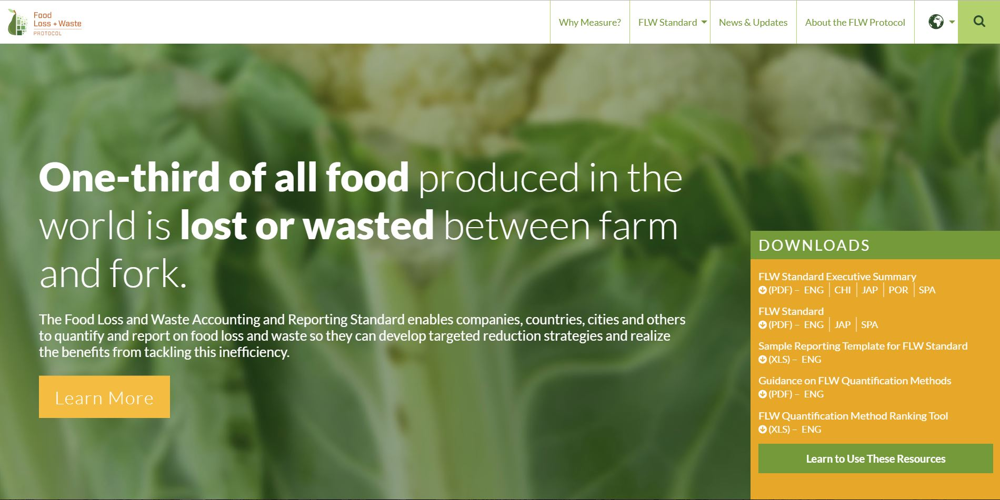 Food
Loss + Waste
PROTOCOL
Why Measure?
FLW Standard
News & Updates
About the FLW Protocol
One-third of all food produced in the
world is lost or wasted between farm
and fork.
The Food Loss and Waste Accounting and Reporting Standard enables companies, countries, cities and others
to quantify and report on food loss and waste so they can develop targeted reduction strategies and realize
the benefits from tackling this inefficiency.
Learn More
DOWNLOADS
FLW Standard Executive Summary
(PDF) – ENG | CHI | JAP | POR | SPA
FLW Standard
(PDF) – ENG | JAP | SPA
Sample Reporting Template for FLW Standard
(XLS) – ENG
Guidance on FLW Quantification Methods
(PDF) – ENG
FLW Quantification Method Ranking Tool
(XLS) – ENG
Learn to Use These Resources